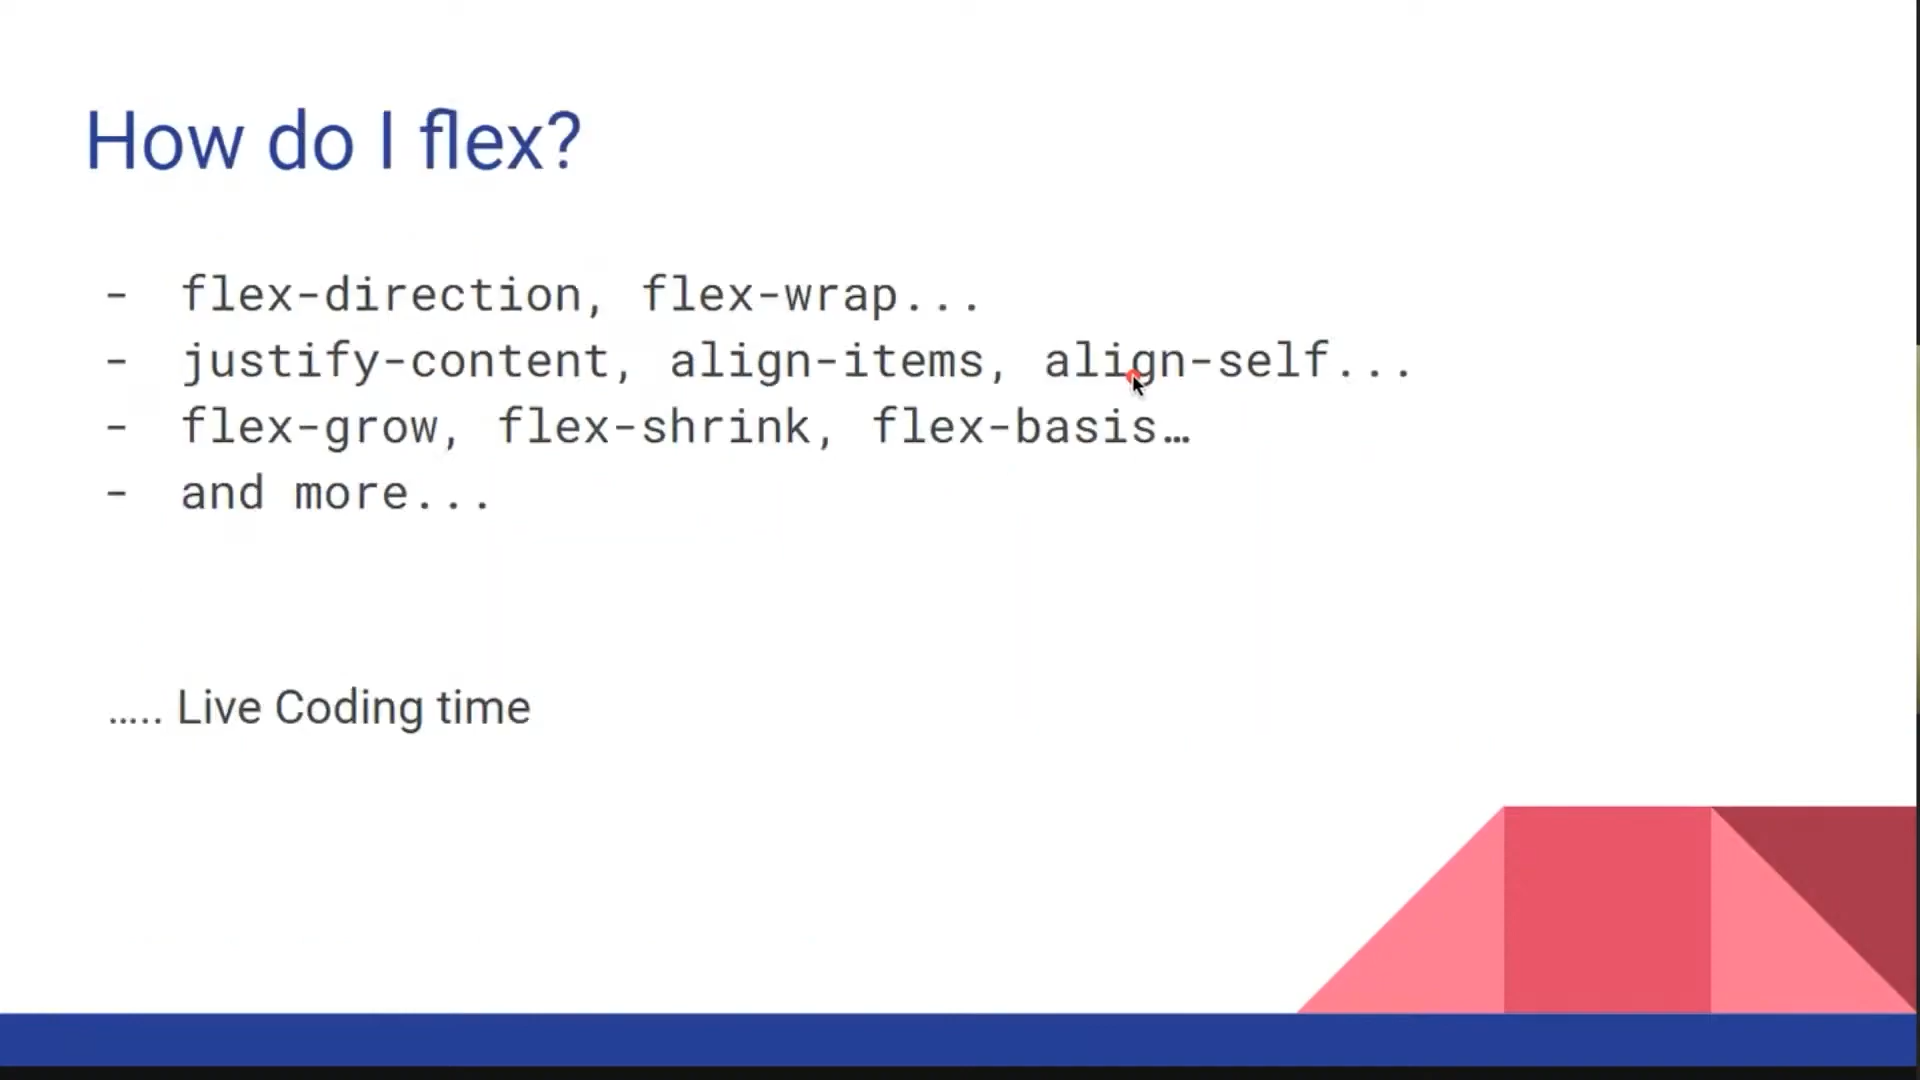 How do I flex?
- flex-direction, flex-wrap...
- justify-content, align-items, align-self...
- flex-grow, flex-shrink, flex-basis…
- and more...
….. Live Coding time